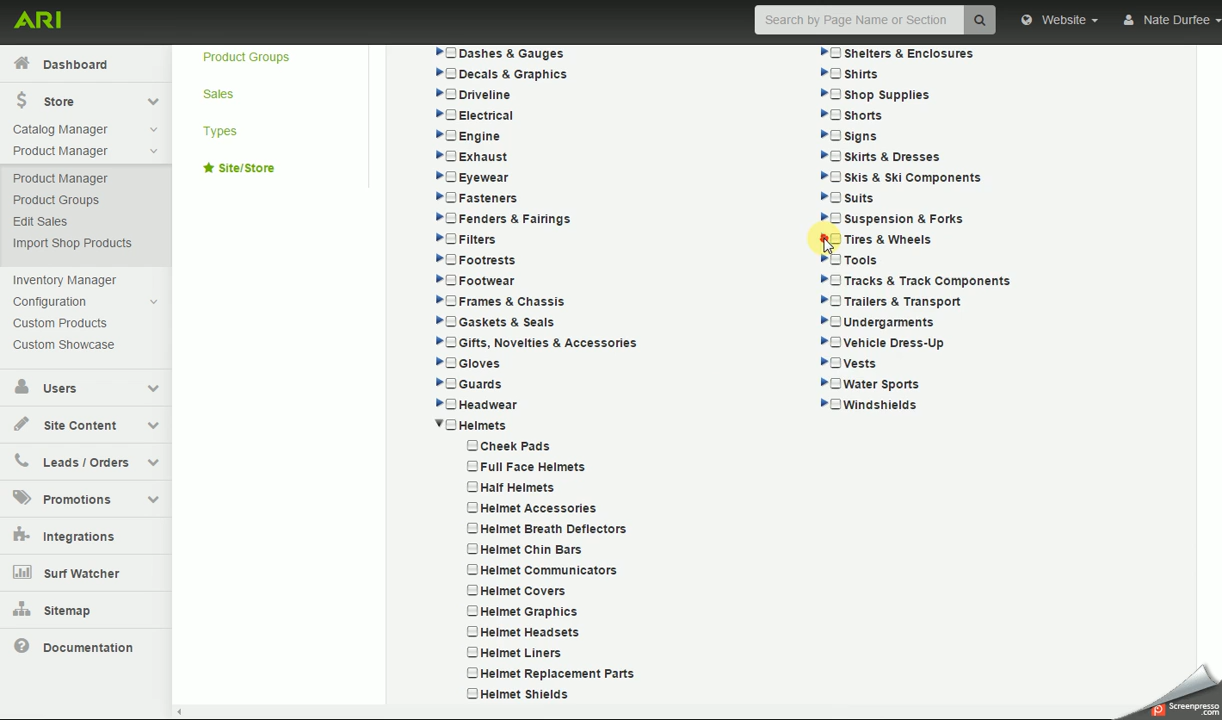 ARI
Search by Page Name or Section
Website
Nate Durfee
Dashboard
Store
Catalog Manager
Product Manager
Product Manager
Product Groups
Edit Sales
Import Shop Products
Inventory Manager
Configuration
Custom Products
Custom Showcase
Users
Site Content
Leads / Orders
Promotions
Integrations
Surf Watcher
Sitemap
Documentation
Product Groups
Sales
Types
Site/Store
Dashes & Gauges
Decals & Graphics
Driveline
Electrical
Engine
Exhaust
Eyewear
Fasteners
Fenders & Fairings
Filters
Footrests
Footwear
Frames & Chassis
Gaskets & Seals
Gifts, Novelties & Accessories
Gloves
Guards
Headwear
Helmets
Cheek Pads
Full Face Helmets
Half Helmets
Helmet Accessories
Helmet Breath Deflectors
Helmet Chin Bars
Helmet Communicators
Helmet Covers
Helmet Graphics
Helmet Headsets
Helmet Liners
Helmet Replacement Parts
Helmet Shields
Shelters & Enclosures
Shirts
Shop Supplies
Shorts
Signs
Skirts & Dresses
Skis & Ski Components
Suits
Suspension & Forks
Tires & Wheels
Tools
Tracks & Track Components
Trailers & Transport
Undergarments
Vehicle Dress-Up
Vests
Water Sports
Windshields
Screenpresso
.com